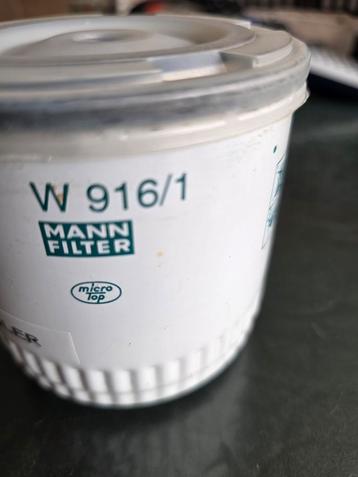 W 916/1
MANN
FILTER
micro
Top